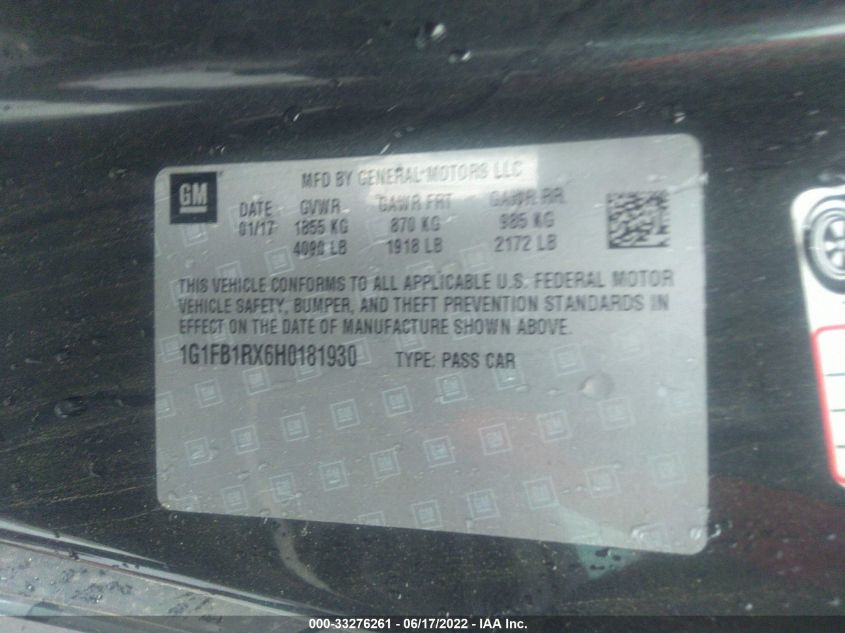 GM
MFD BY GENERAL MOTORS LLC
DATE GVWR GAWR FRT GAWR RR
01/17 1855 KG 870 KG 985 KG
4090 LB 1918 LB 2172 LB
THIS VEHICLE CONFORMS TO ALL APPLICABLE U.S. FEDERAL MOTOR
VEHICLE SAFETY, BUMPER, AND THEFT PREVENTION STANDARDS IN
EFFECT ON THE DATE OF MANUFACTURE SHOWN ABOVE.
1G1FB1RX6H0181930 TYPE: PASS CAR
000-33276261 - 06/17/2022 - IAA Inc.